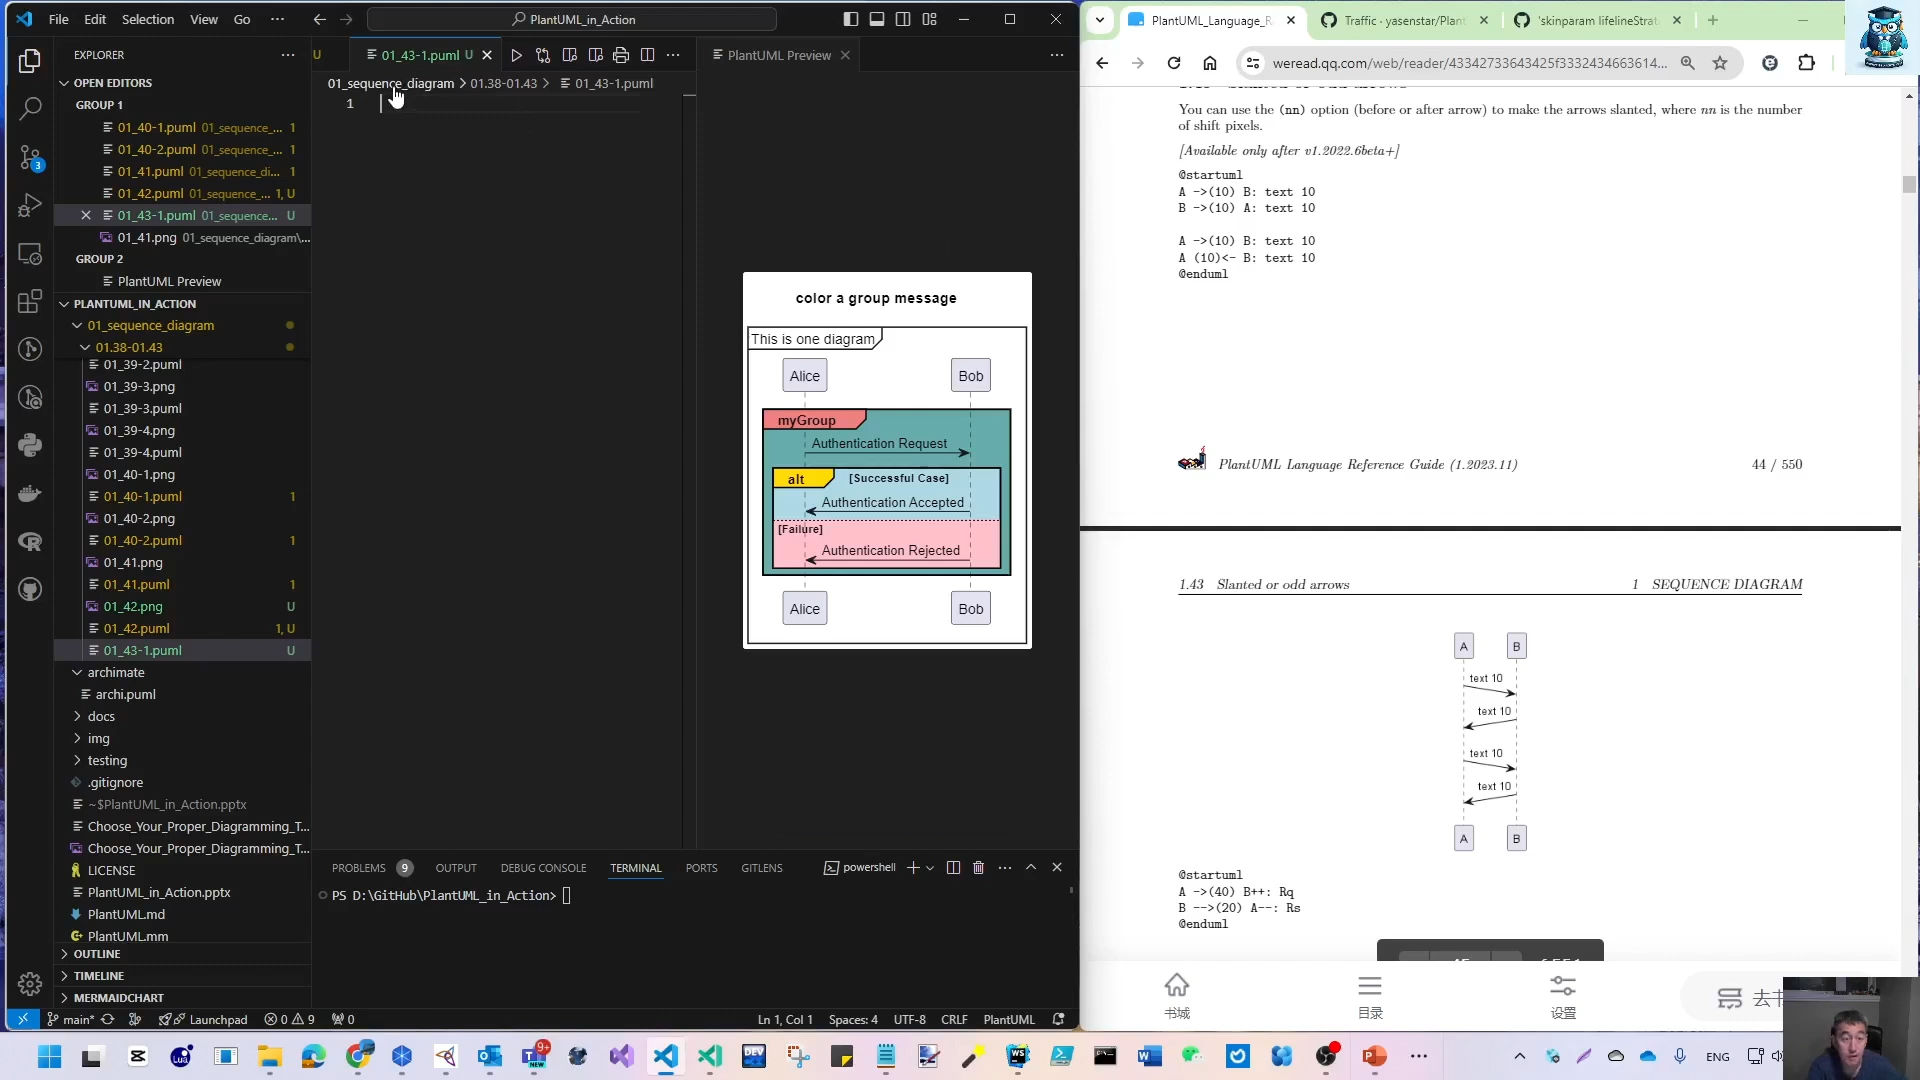 File Edit Selection View Go ··· PlantUML_in_Action
EXPLORER
OPEN EDITORS
GROUP 1
01_40-1.puml 01_sequence_... 1
01_40-2.puml 01_sequence_... 1
01_41.puml 01_sequence_di... 1
01_42.puml 01_sequence_... 1, U
01_43-1.puml 01_sequence... U
01_41.png 01_sequence_diagram\...
GROUP 2
PlantUML Preview
PLANTUML_IN_ACTION
01_sequence_diagram
01.38-01.43
01_39-2.puml
01_39-3.png
01_39-3.puml
01_39-4.png
01_39-4.puml
01_40-1.png
01_40-1.puml 1
01_40-2.png
01_40-2.puml 1
01_41.png
01_41.puml 1
01_42.png U
01_42.puml 1, U
01_43-1.puml U
archimate
archi.puml
docs
img
testing
.gitignore
~$PlantUML_in_Action.pptx
Choose_Your_Proper_Diagramming_T...
Choose_Your_Proper_Diagramming_T...
LICENSE
PlantUML_in_Action.pptx
PlantUML.md
PlantUML.mm
OUTLINE
TIMELINE
MERMAIDCHART
3
U 01_43-1.puml U
01_sequence_diagram > 01.38-01.43 > 01_43-1.puml
1
PlantUML Preview
color a group message
This is one diagram
Alice Bob
myGroup
Authentication Request
alt [Successful Case]
Authentication Accepted
[Failure]
Authentication Rejected
Alice Bob
PROBLEMS 9 OUTPUT DEBUG CONSOLE TERMINAL PORTS GITLENS powershell
PS D:\GitHub\PlantUML_in_Action>
main* Launchpad 0 9 0 Ln 1, Col 1 Spaces: 4 UTF-8 CRLF PlantUML
PlantUML_Language_R Traffic · yasenstar/Plant 'skinparam lifelineStrat
weread.qq.com/web/reader/43342733643425f3332434663614...
You can use the (nn) option (before or after arrow) to make the arrows slanted, where nn is the number
of shift pixels.
[Available only after v1.2022.6beta+]
@startuml
A ->(10) B: text 10
B ->(10) A: text 10
A ->(10) B: text 10
A (10)<- B: text 10
@enduml
PlantUML Language Reference Guide (1.2023.11) 44 / 550
1.43 Slanted or odd arrows 1 SEQUENCE DIAGRAM
A B
text 10
text 10
text 10
text 10
A B
@startuml
A ->(40) B++: Rq
B -->(20) A--: Rs
@enduml
书城 目录 设置
9+ NEW DEV ENG